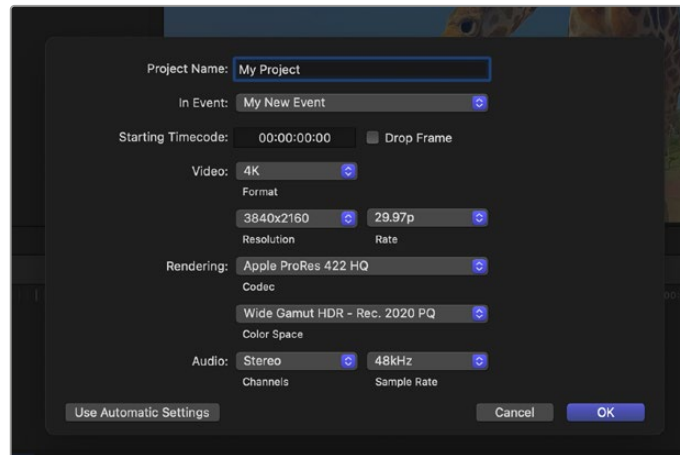 Project Name: My Project
In Event: My New Event
Starting Timecode: 00:00:00:00 Drop Frame
Video: 4K
Format
3840x2160 29.97p
Resolution Rate
Rendering: Apple ProRes 422 HQ
Codec
Wide Gamut HDR - Rec. 2020 PQ
Color Space
Audio: Stereo 48kHz
Channels Sample Rate
Use Automatic Settings Cancel OK